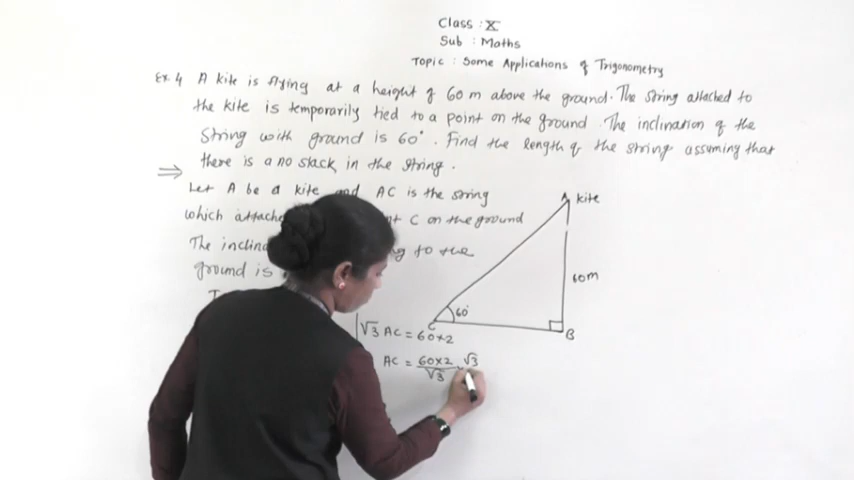 Class : X
Sub : Maths
Topic : Some Applications of Trigonometry
Ex. 4 A kite is flying at a height of 60 m above the ground. The string attached to
the kite is temporarily tied to a point on the ground. The inclination of the
string with ground is 60°. Find the length of the string assuming that
there is a no slack in the string.
⇒
Let A be a kite and AC is the string
which C on the ground
The to the
ground is
A kite
60m
60°
C
B
√3 AC = 60×2
AC = 60×2/√3 × √3